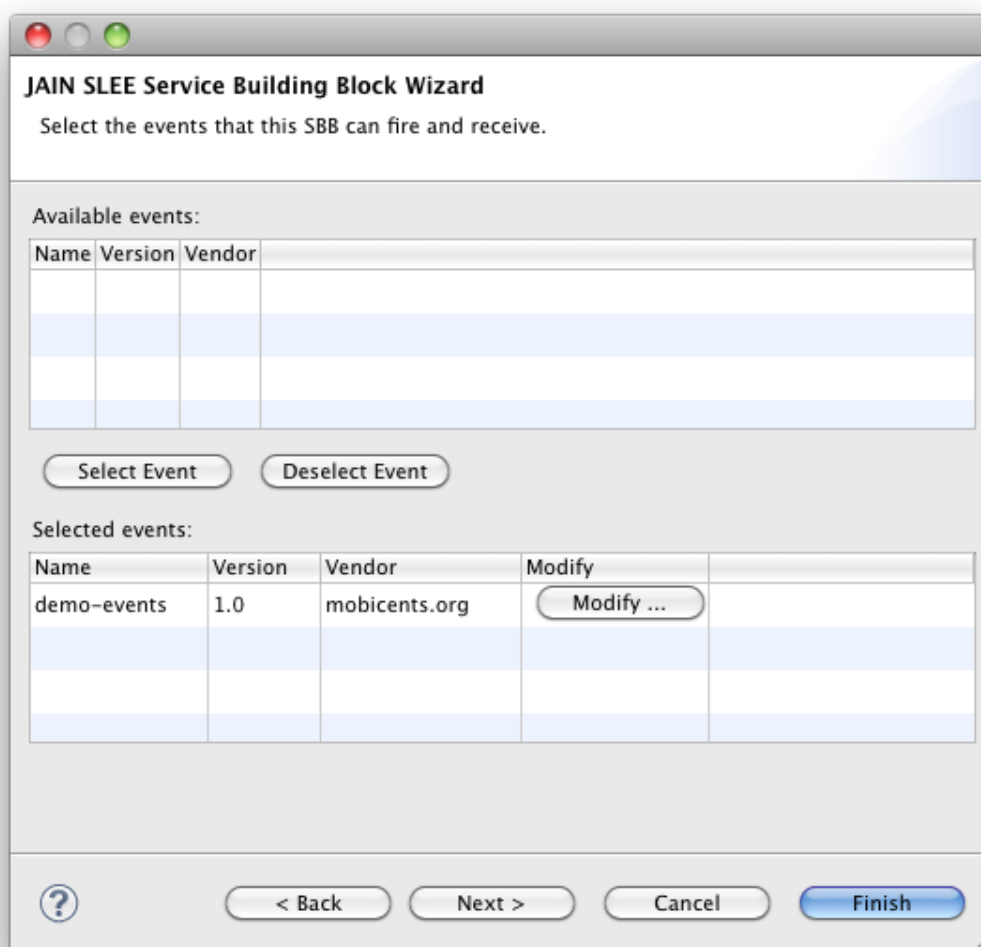 JAIN SLEE Service Building Block Wizard
Select the events that this SBB can fire and receive.
Available events:
Name Version Vendor
Select Event Deselect Event
Selected events:
Name Version Vendor Modify
demo-events 1.0 mobicents.org Modify ...
? < Back Next > Cancel Finish